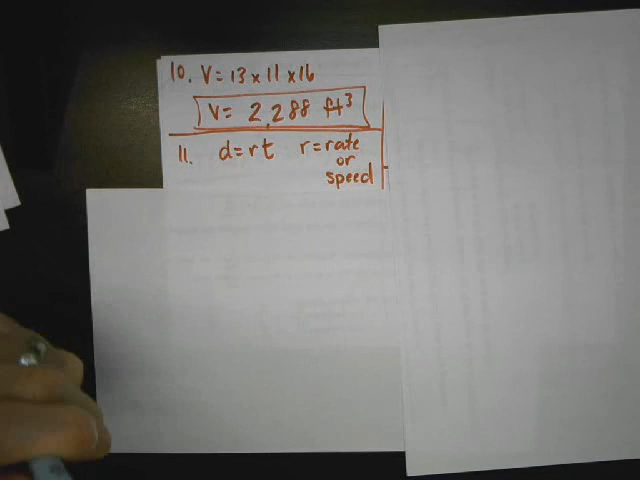 10. V = 13 x 11 x 16
V = 2,288 ft³
11. d = rt r = rate
or
speed